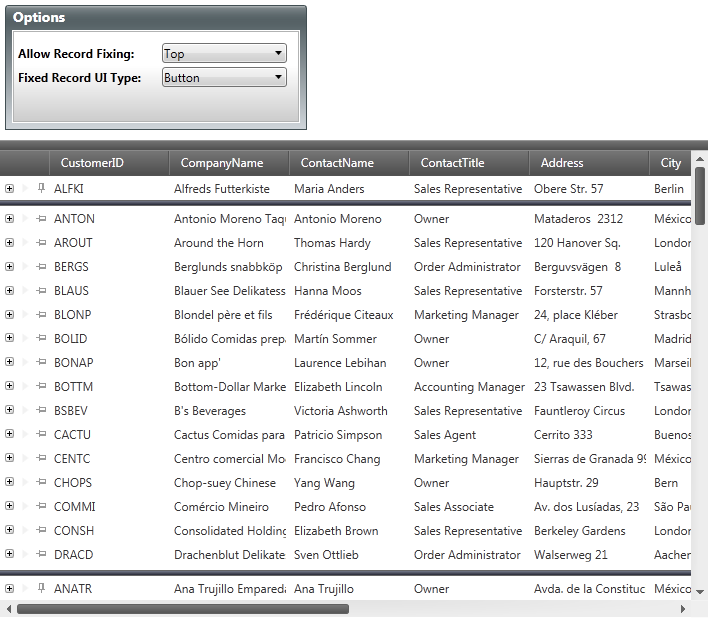 Options
Allow Record Fixing: Top
Fixed Record UI Type: Button
CustomerID CompanyName ContactName ContactTitle Address City
ALFKI Alfreds Futterkiste Maria Anders Sales Representative Obere Str. 57 Berlin
ANTON Antonio Moreno Taqu Antonio Moreno Owner Mataderos 2312 México
AROUT Around the Horn Thomas Hardy Sales Representative 120 Hanover Sq. London
BERGS Berglunds snabbköp Christina Berglund Order Administrator Berguvsvägen 8 Luleå
BLAUS Blauer See Delikatess Hanna Moos Sales Representative Forsterstr. 57 Mannh
BLONP Blondel père et fils Frédérique Citeaux Marketing Manager 24, place Kléber Strasbo
BOLID Bólido Comidas prepa Martín Sommer Owner C/ Araquil, 67 Madrid
BONAP Bon app' Laurence Lebihan Owner 12, rue des Bouchers Marseil
BOTTM Bottom-Dollar Marke Elizabeth Lincoln Accounting Manager 23 Tsawassen Blvd. Tsawas
BSBEV B's Beverages Victoria Ashworth Sales Representative Fauntleroy Circus London
CACTU Cactus Comidas para Patricio Simpson Sales Agent Cerrito 333 Buenos
CENTC Centro comercial Mo Francisco Chang Marketing Manager Sierras de Granada 99 México
CHOPS Chop-suey Chinese Yang Wang Owner Hauptstr. 29 Bern
COMMI Comércio Mineiro Pedro Afonso Sales Associate Av. dos Lusíadas, 23 São Pa
CONSH Consolidated Holding Elizabeth Brown Sales Representative Berkeley Gardens London
DRACD Drachenblut Delikate Sven Ottlieb Order Administrator Walserweg 21 Aachen
ANATR Ana Trujillo Empareda Ana Trujillo Owner Avda. de la Constituc México